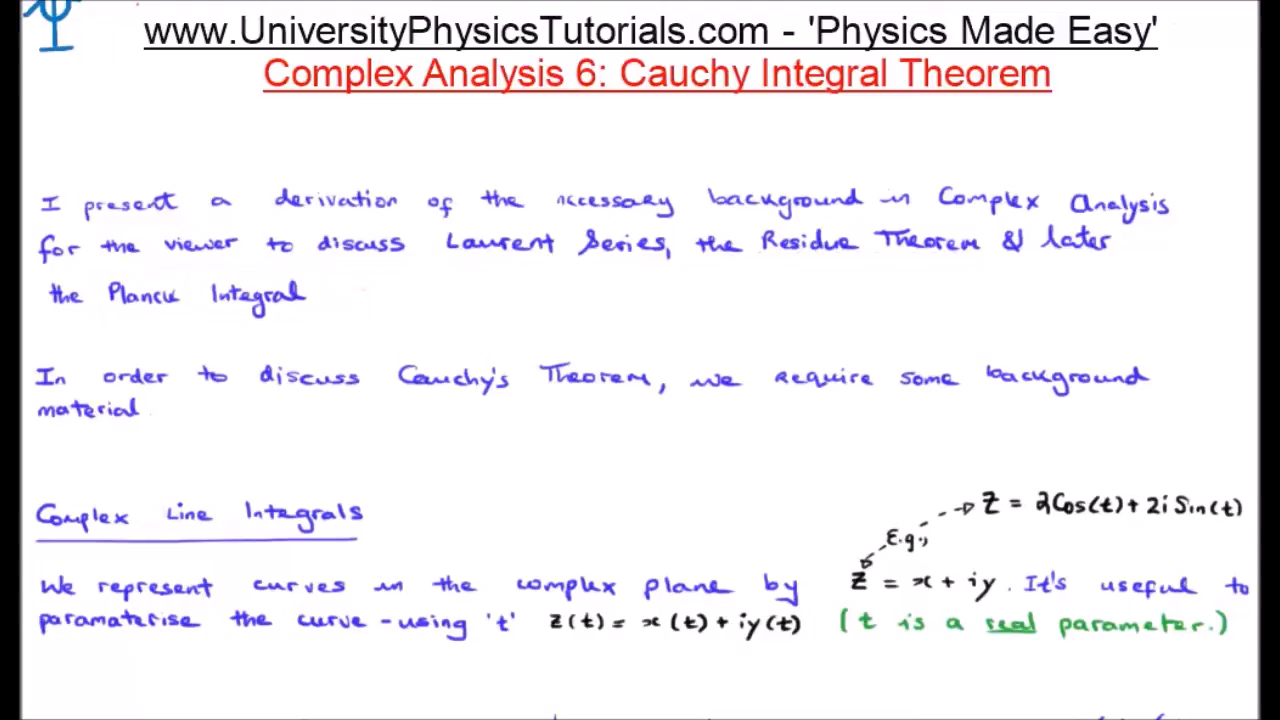 www.UniversityPhysicsTutorials.com - 'Physics Made Easy'
Complex Analysis 6: Cauchy Integral Theorem
I present a derivation of the necessary background in Complex Analysis
for the viewer to discuss Laurent Series, the Residue Theorem & later
the Planck Integral
In order to discuss Cauchy's Theorem, we require some background
material
Complex Line Integrals
Z = 2Cos(t) + 2i Sin(t)
E.g.,
We represent curves in the complex plane by Z = x + iy. It's useful to
paramaterise the curve - using 't' z(t) = x(t) + iy(t) (t is a real parameter.)